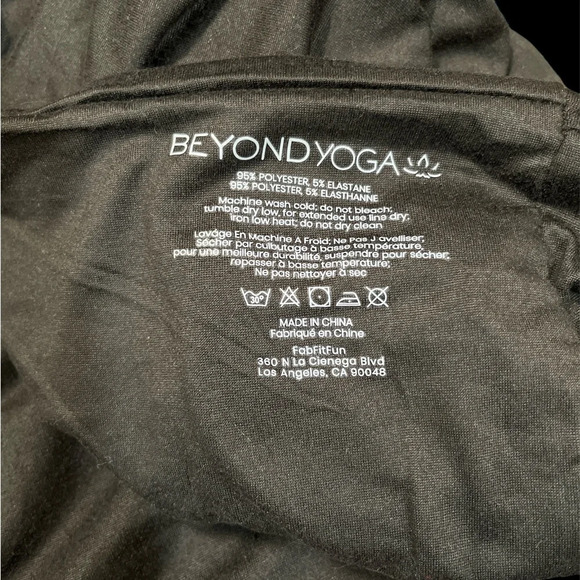 BEYOND YOGA
95% POLYESTER, 5% ELASTANE
95% POLYESTER, 5% ELASTHANNE
Machine wash cold; do not bleach;
tumble dry low, for extended use line dry;
iron low heat; do not dry clean
Lavage En Machine A Froid; Ne Pas J avelliser;
Sécher par culbutage à basse température,
pour une meilleure durabilité, suspendre pour sécher;
repasser à basse temperature;
Ne pas nettoyer à sec
30°
MADE IN CHINA
Fabriqué en Chine
FabFitFun
360 N La Cienega Blvd
Los Angeles, CA 90048